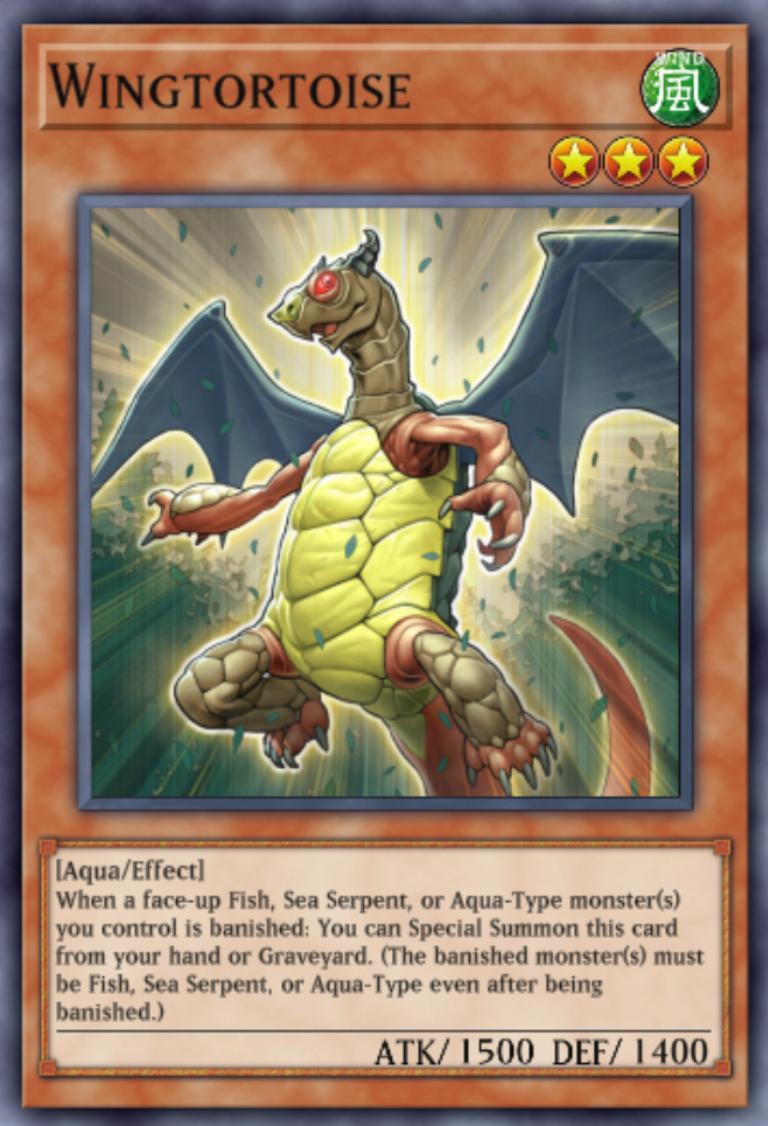 Wingtortoise
WIND
風
[Aqua/Effect]
When a face-up Fish, Sea Serpent, or Aqua-Type monster(s)
you control is banished: You can Special Summon this card
from your hand or Graveyard. (The banished monster(s) must
be Fish, Sea Serpent, or Aqua-Type even after being
banished.)
ATK/ 1500 DEF/ 1400